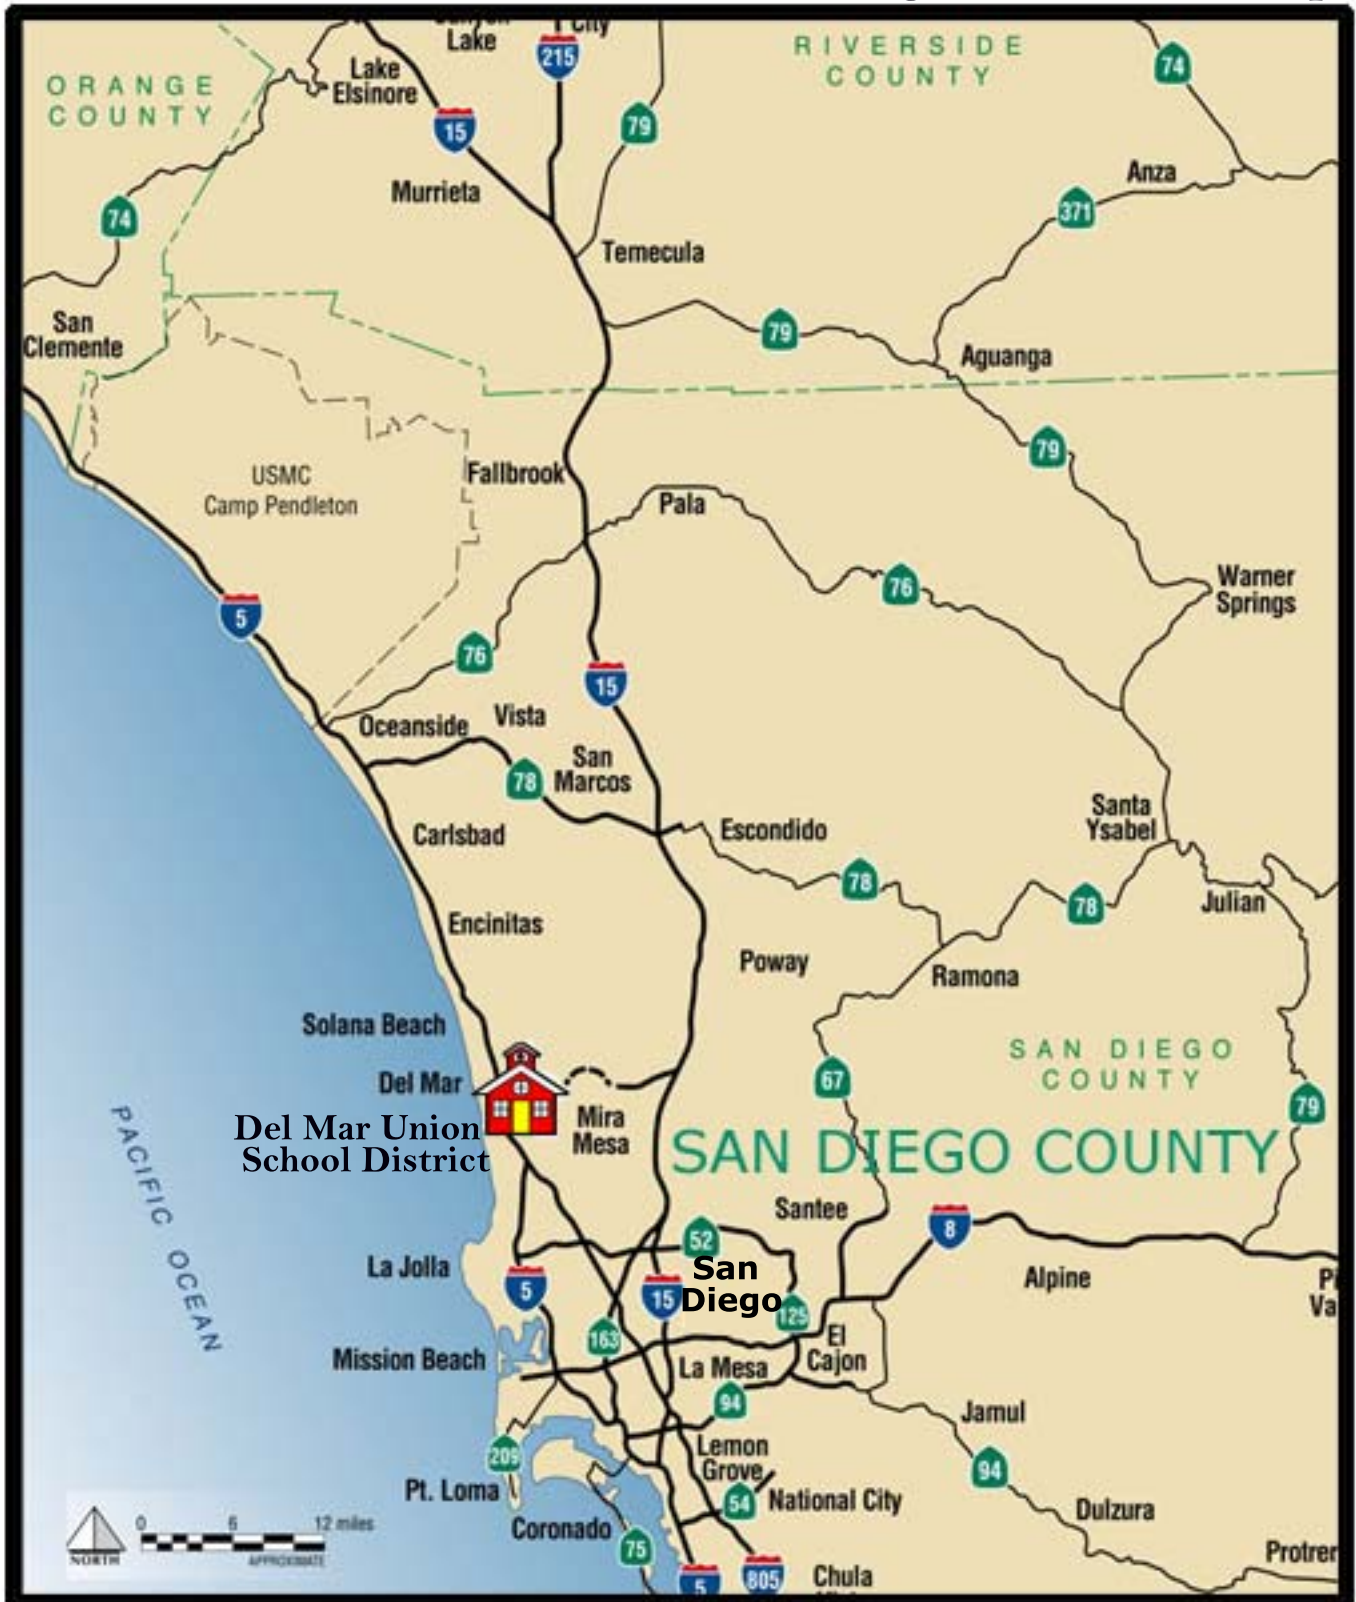 Lake
City
215
RIVERSIDE
COUNTY
74
ORANGE
COUNTY
Lake
Elsinore
15
79
Murrieta
Anza
371
74
Temecula
San
Clemente
79
Aguanga
79
USMC
Camp Pendleton
Fallbrook
Pala
76
Warner
Springs
5
76
15
Oceanside
Vista
San
Marcos
78
Carlsbad
Escondido
Santa
Ysabel
78
78
Julian
Encinitas
Poway
Ramona
Solana Beach
SAN DIEGO
COUNTY
Del Mar
67
79
Mira
Mesa
Del Mar Union
School District
SAN DIEGO COUNTY
PACIFIC OCEAN
Santee
8
52
La Jolla
San
Diego
Alpine
Pi
Va
5
15
125
163
El
Cajon
Mission Beach
La Mesa
94
Jamul
Lemon
Grove
209
94
Pt. Loma
54
National City
Dulzura
Coronado
75
Protrer
0 6 12 miles
APPROXIMATE
NORTH
5
805
Chula